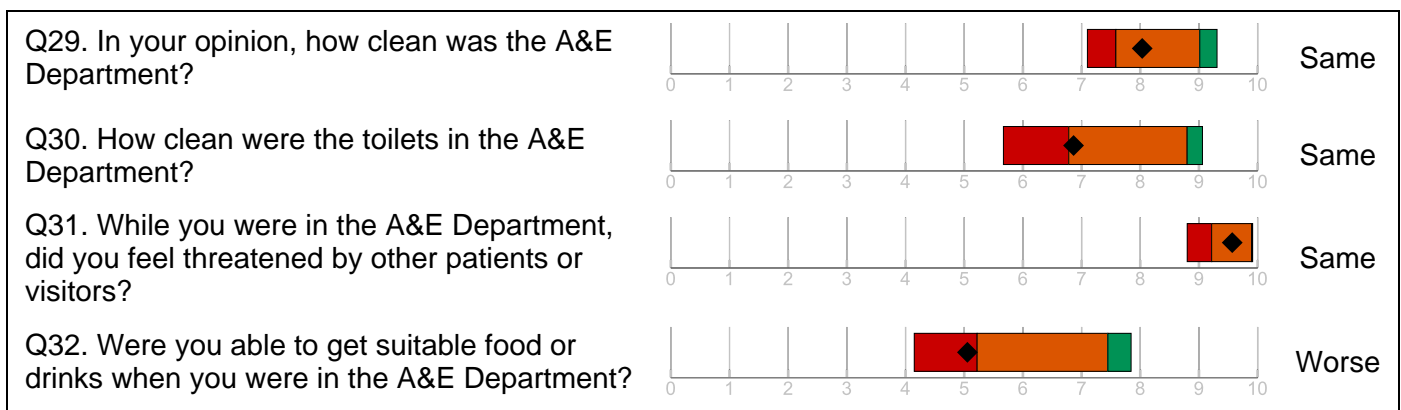 Q29. In your opinion, how clean was the A&E
Department?
0 1 2 3 4 5 6 7 8 9 10
Same
Q30. How clean were the toilets in the A&E
Department?
0 1 2 3 4 5 6 7 8 9 10
Same
Q31. While you were in the A&E Department,
did you feel threatened by other patients or
visitors?
0 1 2 3 4 5 6 7 8 9 10
Same
Q32. Were you able to get suitable food or
drinks when you were in the A&E Department?
0 1 2 3 4 5 6 7 8 9 10
Worse